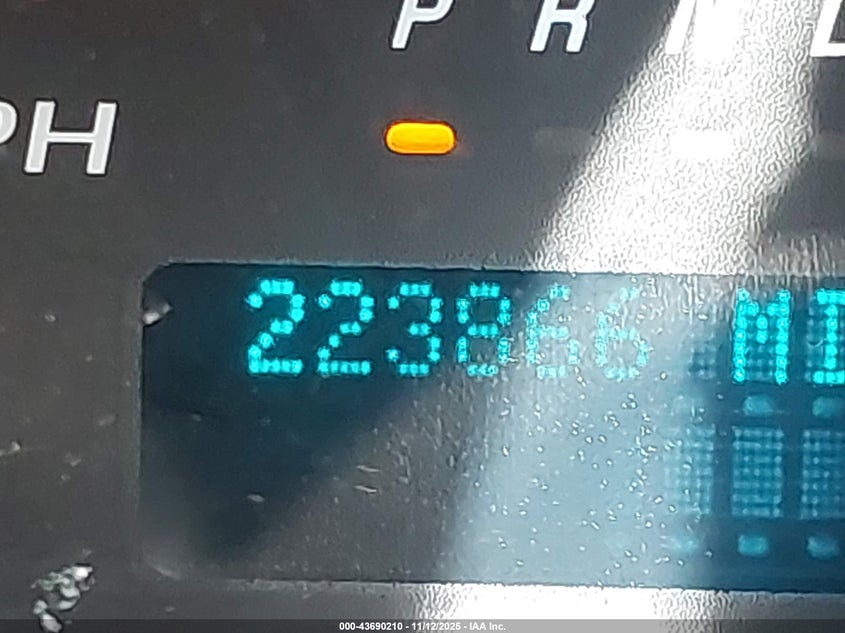 P R N D
PH
223866 MI
000-43690210 - 11/12/2025 - IAA Inc.